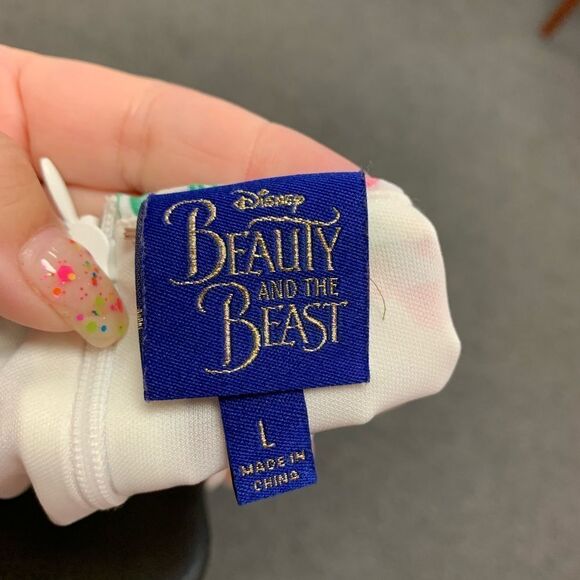 Disney
BEAUTY
AND THE
BEAST
L
MADE IN
CHINA